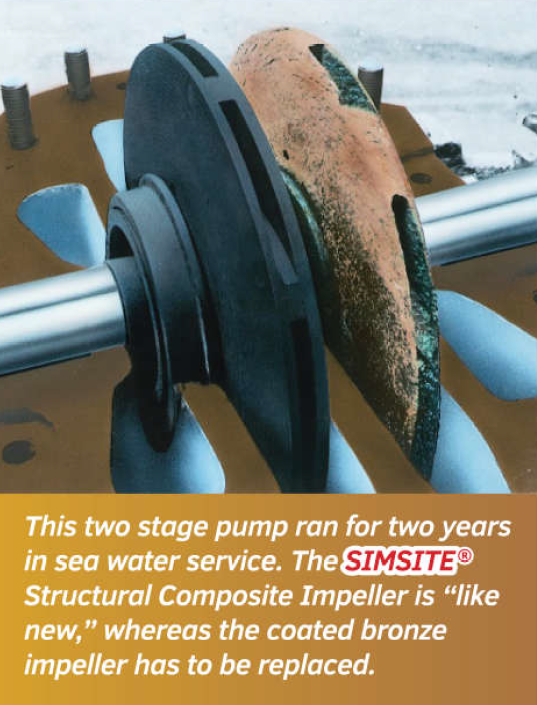 This two stage pump ran for two years
in sea water service. The SIMSITE®
Structural Composite Impeller is “like
new,” whereas the coated bronze
impeller has to be replaced.